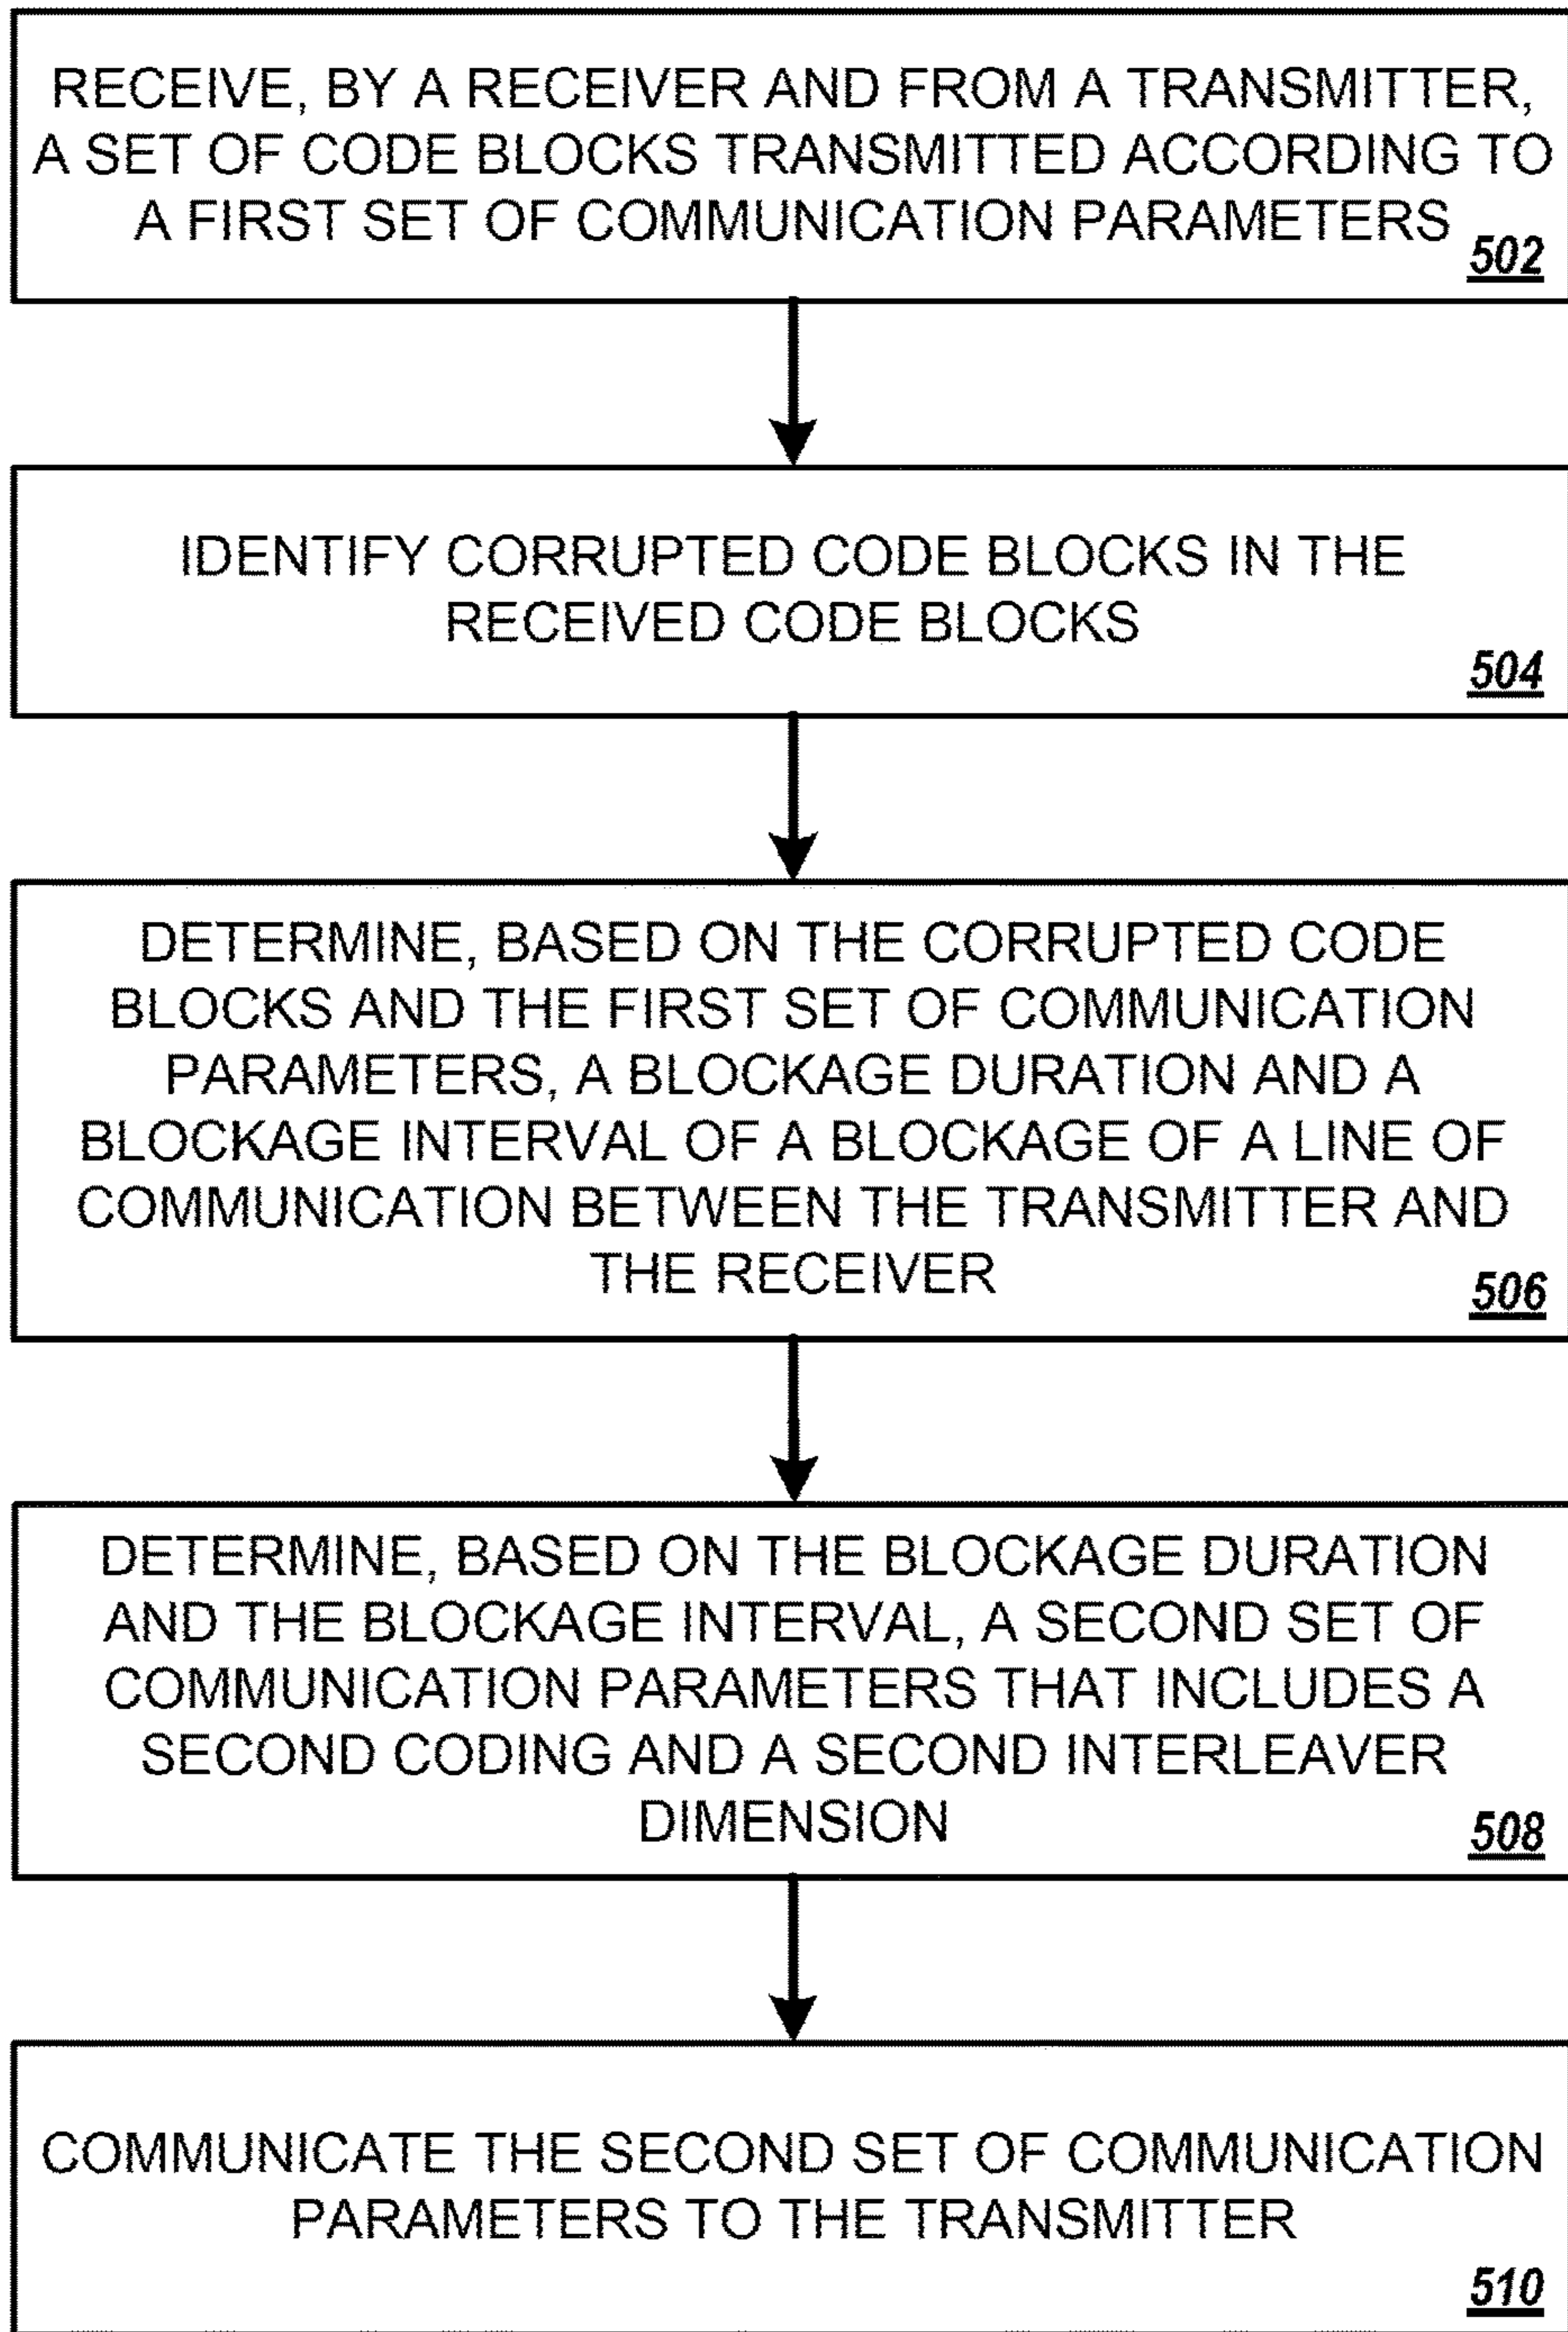 RECEIVE, BY A RECEIVER AND FROM A TRANSMITTER,
A SET OF CODE BLOCKS TRANSMITTED ACCORDING TO
A FIRST SET OF COMMUNICATION PARAMETERS
502
IDENTIFY CORRUPTED CODE BLOCKS IN THE
RECEIVED CODE BLOCKS
504
DETERMINE, BASED ON THE CORRUPTED CODE
BLOCKS AND THE FIRST SET OF COMMUNICATION
PARAMETERS, A BLOCKAGE DURATION AND A
BLOCKAGE INTERVAL OF A BLOCKAGE OF A LINE OF
COMMUNICATION BETWEEN THE TRANSMITTER AND
THE RECEIVER
506
DETERMINE, BASED ON THE BLOCKAGE DURATION
AND THE BLOCKAGE INTERVAL, A SECOND SET OF
COMMUNICATION PARAMETERS THAT INCLUDES A
SECOND CODING AND A SECOND INTERLEAVER
DIMENSION
508
COMMUNICATE THE SECOND SET OF COMMUNICATION
PARAMETERS TO THE TRANSMITTER
510